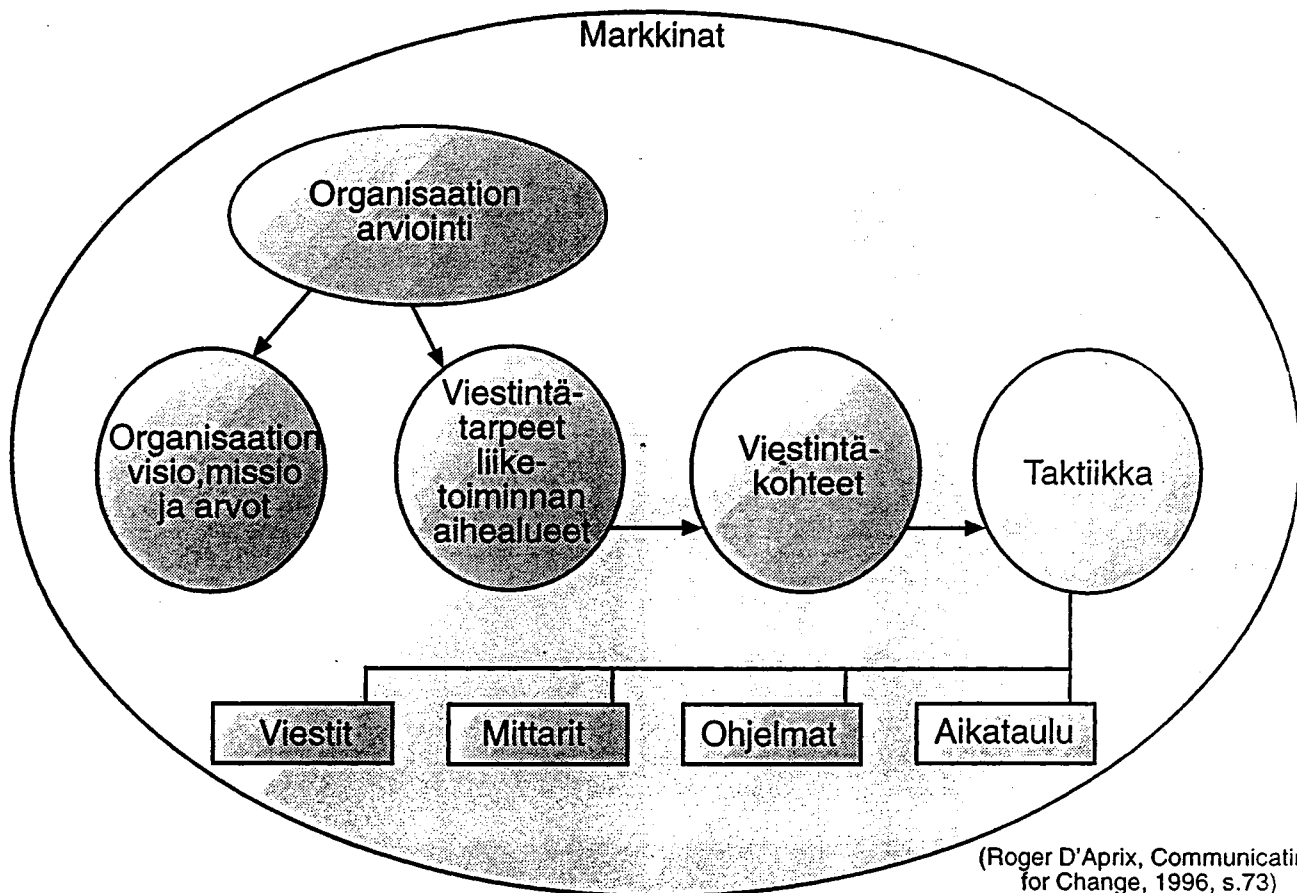 Markkinat
Organisaation
arviointi
Organisaation
visio,missio
ja arvot
Viestintä-
tarpeet
liike-
toiminnan
aihealueet
Viestintä-
kohteet
Taktiikka
Viestit
Mittarit
Ohjelmat
Aikataulu
(Roger D'Aprix, Communicatin
for Change, 1996, s.73)